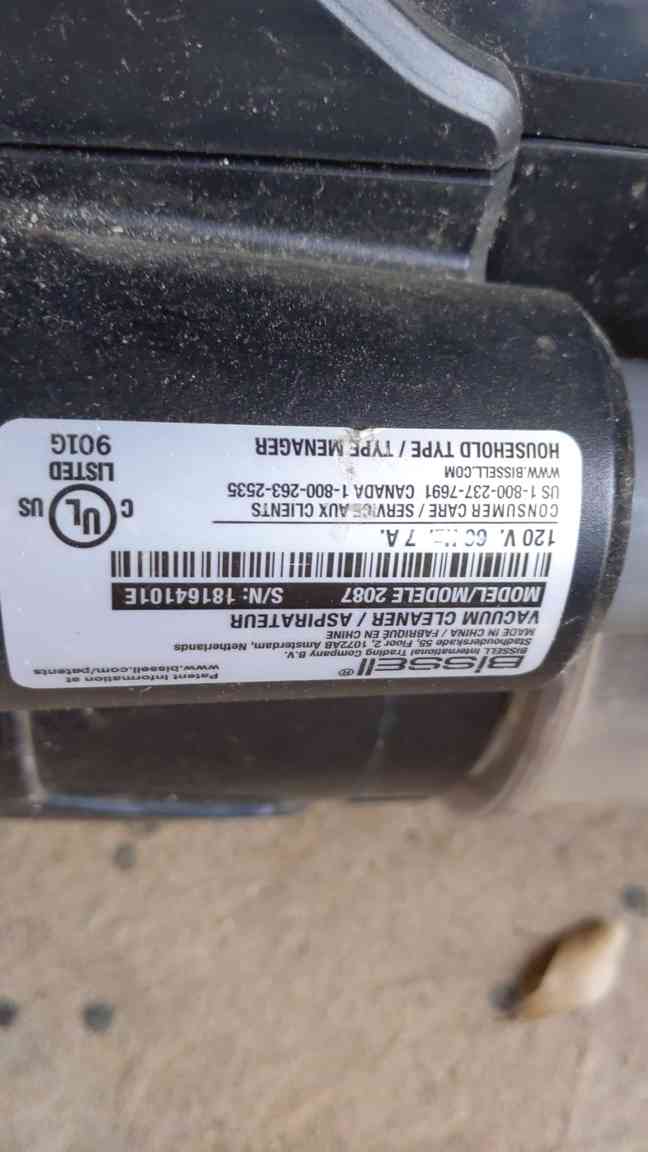 BISSELL®
BISSELL International Trading Company B.V.
Stadhouderskade 55, Floor 2, 1072AB Amsterdam, Netherlands
MADE IN CHINA / FABRIQUÉ EN CHINE
Patent information at
www.bissell.com/patents
VACUUM CLEANER / ASPIRATEUR
MODEL/MODELE 2087 S/N: 18164101E
120 V. 7 A.
CONSUMER CARE / SERVICE AUX CLIENTS
US 1-800-237-7691 CANADA 1-800-263-2535
WWW.BISSELL.COM
HOUSEHOLD TYPE / TYPE MENAGER
C UL US
LISTED
901G